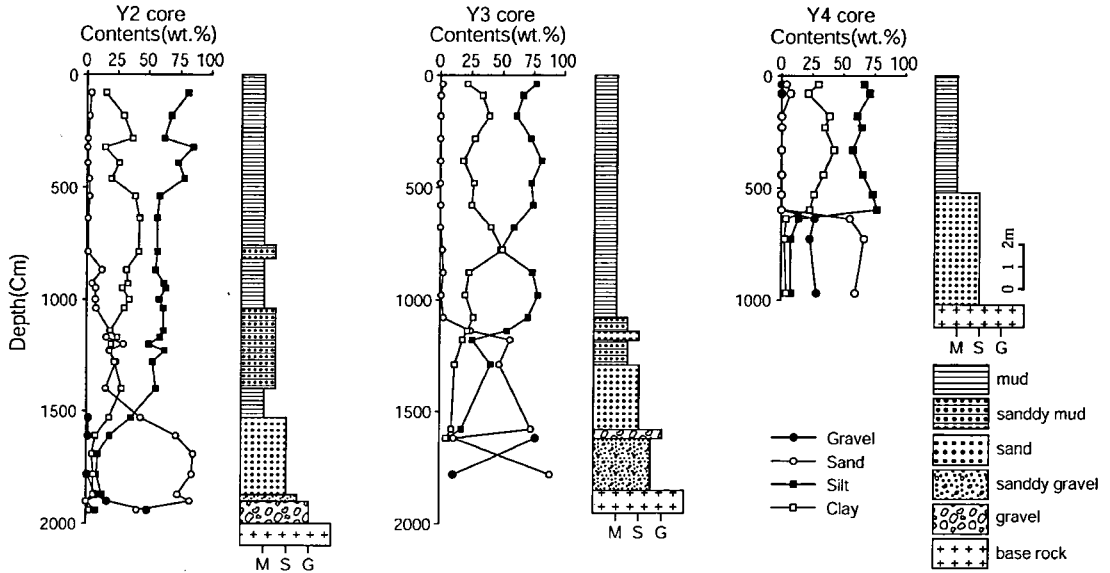 Y2 core
Contents(wt.%)
0 25 50 75 100
0
500
1000
1500
2000
Depth(Cm)
M S G
Y3 core
Contents(wt.%)
0 25 50 75 100
0
500
1000
1500
2000
M S G
Y4 core
Contents(wt.%)
0 25 50 75 100
0
500
1000
2m
1
0
M S G
Gravel
Sand
Silt
Clay
mud
sanddy mud
sand
sanddy gravel
gravel
base rock